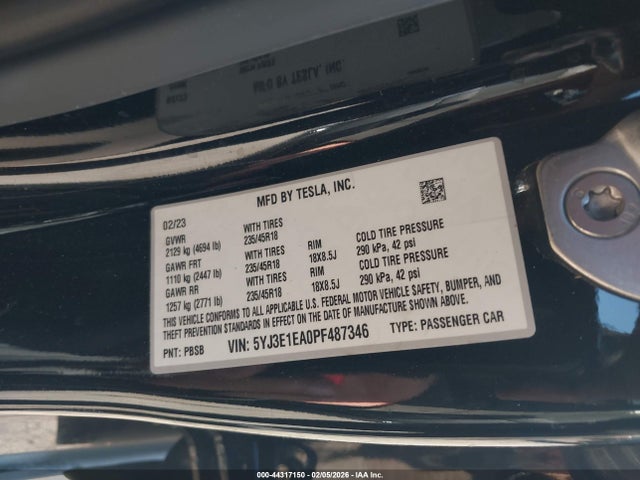 MFD BY TESLA, INC.
02/23
GVWR WITH TIRES
2129 kg (4694 lb) 235/45R18 RIM COLD TIRE PRESSURE
GAWR FRT WITH TIRES 18X8.5J 290 kPa, 42 psi
1110 kg (2447 lb) 235/45R18 RIM COLD TIRE PRESSURE
GAWR RR WITH TIRES 18X8.5J 290 kPa, 42 psi
1257 kg (2771 lb) 235/45R18
THIS VEHICLE CONFORMS TO ALL APPLICABLE U.S. FEDERAL MOTOR VEHICLE SAFETY, BUMPER, AND
THEFT PREVENTION STANDARDS IN EFFECT ON THE DATE OF MANUFACTURE SHOWN ABOVE.
PNT: PBSB VIN: 5YJ3E1EA0PF487346 TYPE: PASSENGER CAR
000-44317150 - 02/05/2026 - IAA Inc.